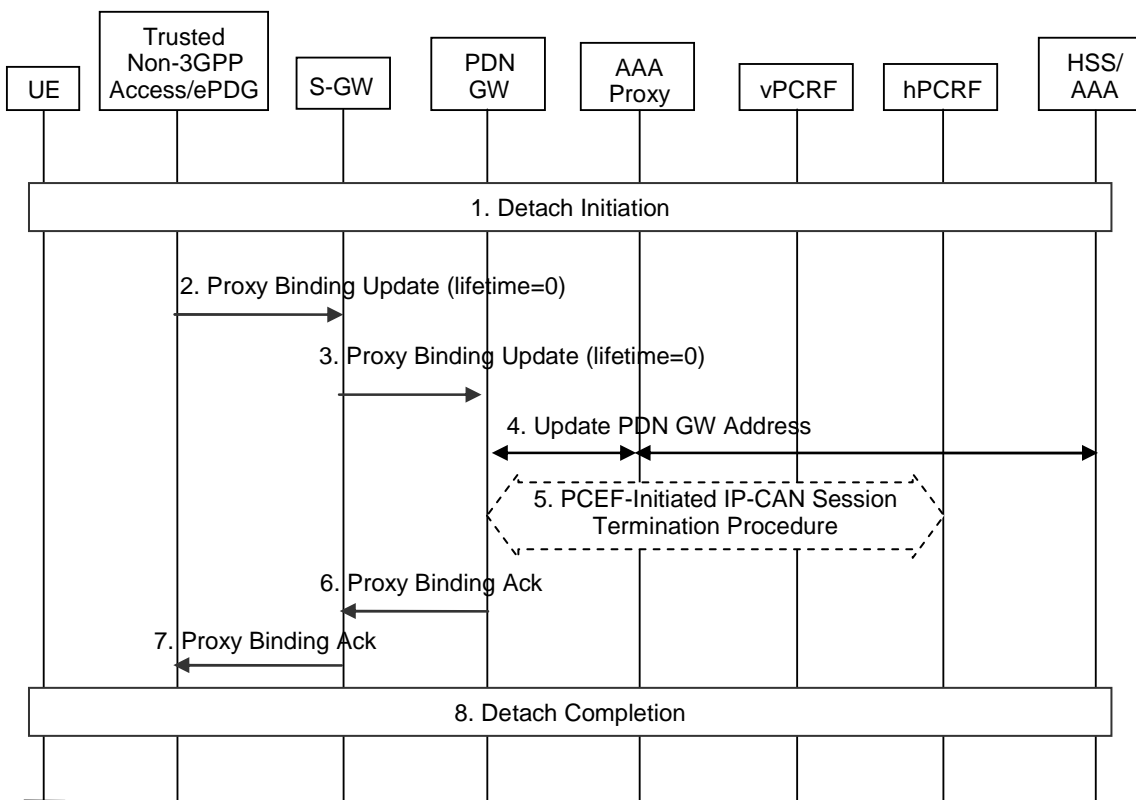 UE
Trusted
Non-3GPP
Access/ePDG
S-GW
PDN
GW
AAA
Proxy
vPCRF
hPCRF
HSS/
AAA
1. Detach Initiation
2. Proxy Binding Update (lifetime=0)
3. Proxy Binding Update (lifetime=0)
4. Update PDN GW Address
5. PCEF-Initiated IP-CAN Session
Termination Procedure
6. Proxy Binding Ack
7. Proxy Binding Ack
8. Detach Completion